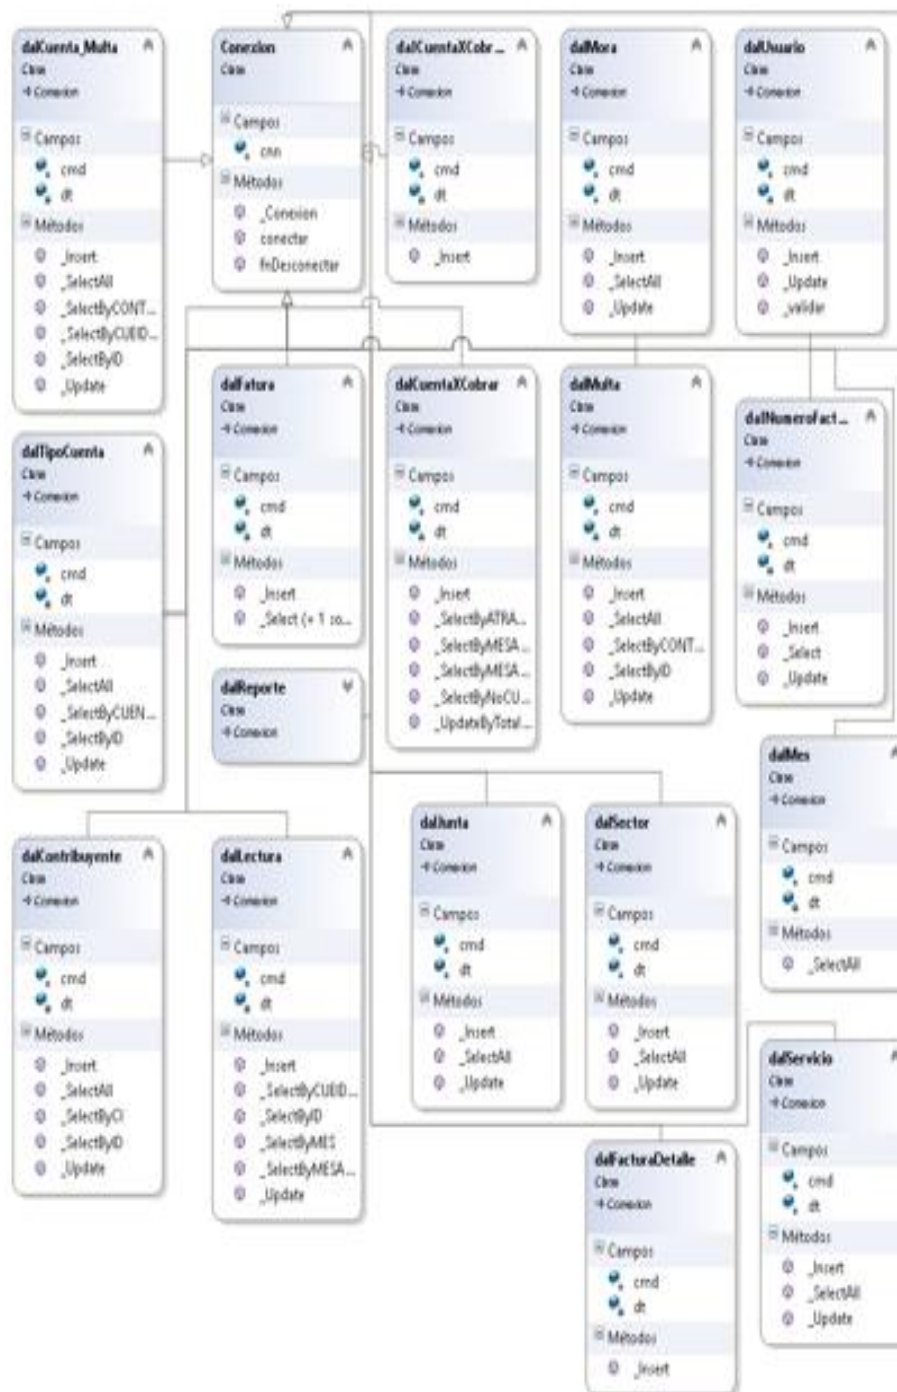 dalCuenta_Multa
Clase
Conexion
Campos
cmd
dt
Métodos
_Insert
_SelectAll
_SelectByCONT...
_SelectByCUEID...
_SelectByID
_Update
Conexion
Clase
Campos
cnn
Métodos
_Conexion
conectar
fnDesconectar
dalCuentaXCobr...
Clase
Conexion
Campos
cmd
dt
Métodos
_Insert
dalMora
Clase
Conexion
Campos
cmd
dt
Métodos
_Insert
_SelectAll
_Update
dalUsuario
Clase
Conexion
Campos
cmd
dt
Métodos
_Insert
_Update
_validar
dalTipoCuenta
Clase
Conexion
Campos
cmd
dt
Métodos
_Insert
_SelectAll
_SelectByCUEN...
_SelectByID
_Update
dalFatura
Clase
Conexion
Campos
cmd
dt
Métodos
_Insert
_Select (+ 1 so...
dalCuentaXCobrar
Clase
Conexion
Campos
cmd
dt
Métodos
_Insert
_SelectByATRA...
_SelectByMESA...
_SelectByMESA...
_SelectByNoCU...
_UpdateByTotal...
dalMulta
Clase
Conexion
Campos
cmd
dt
Métodos
_Insert
_SelectAll
_SelectByCONT...
_SelectByID
_Update
dalNumeroFact...
Clase
Conexion
Campos
cmd
dt
Métodos
_Insert
_Select
_Update
dalReporte
Clase
Conexion
dalMes
Clase
Conexion
Campos
cmd
dt
Métodos
_SelectAll
dalContribuyente
Clase
Conexion
Campos
cmd
dt
Métodos
_Insert
_SelectAll
_SelectByCI
_SelectByID
_Update
dalLectura
Clase
Conexion
Campos
cmd
dt
Métodos
_Insert
_SelectByCUEID...
_SelectByID
_SelectByMES
_SelectByMESA...
_Update
dalJunta
Clase
Conexion
Campos
cmd
dt
Métodos
_Insert
_SelectAll
_Update
dalSector
Clase
Conexion
Campos
cmd
dt
Métodos
_Insert
_SelectAll
_Update
dalServicio
Clase
Conexion
Campos
cmd
dt
Métodos
_Insert
_SelectAll
_Update
dalFacturaDetalle
Clase
Conexion
Campos
cmd
dt
Métodos
_Insert